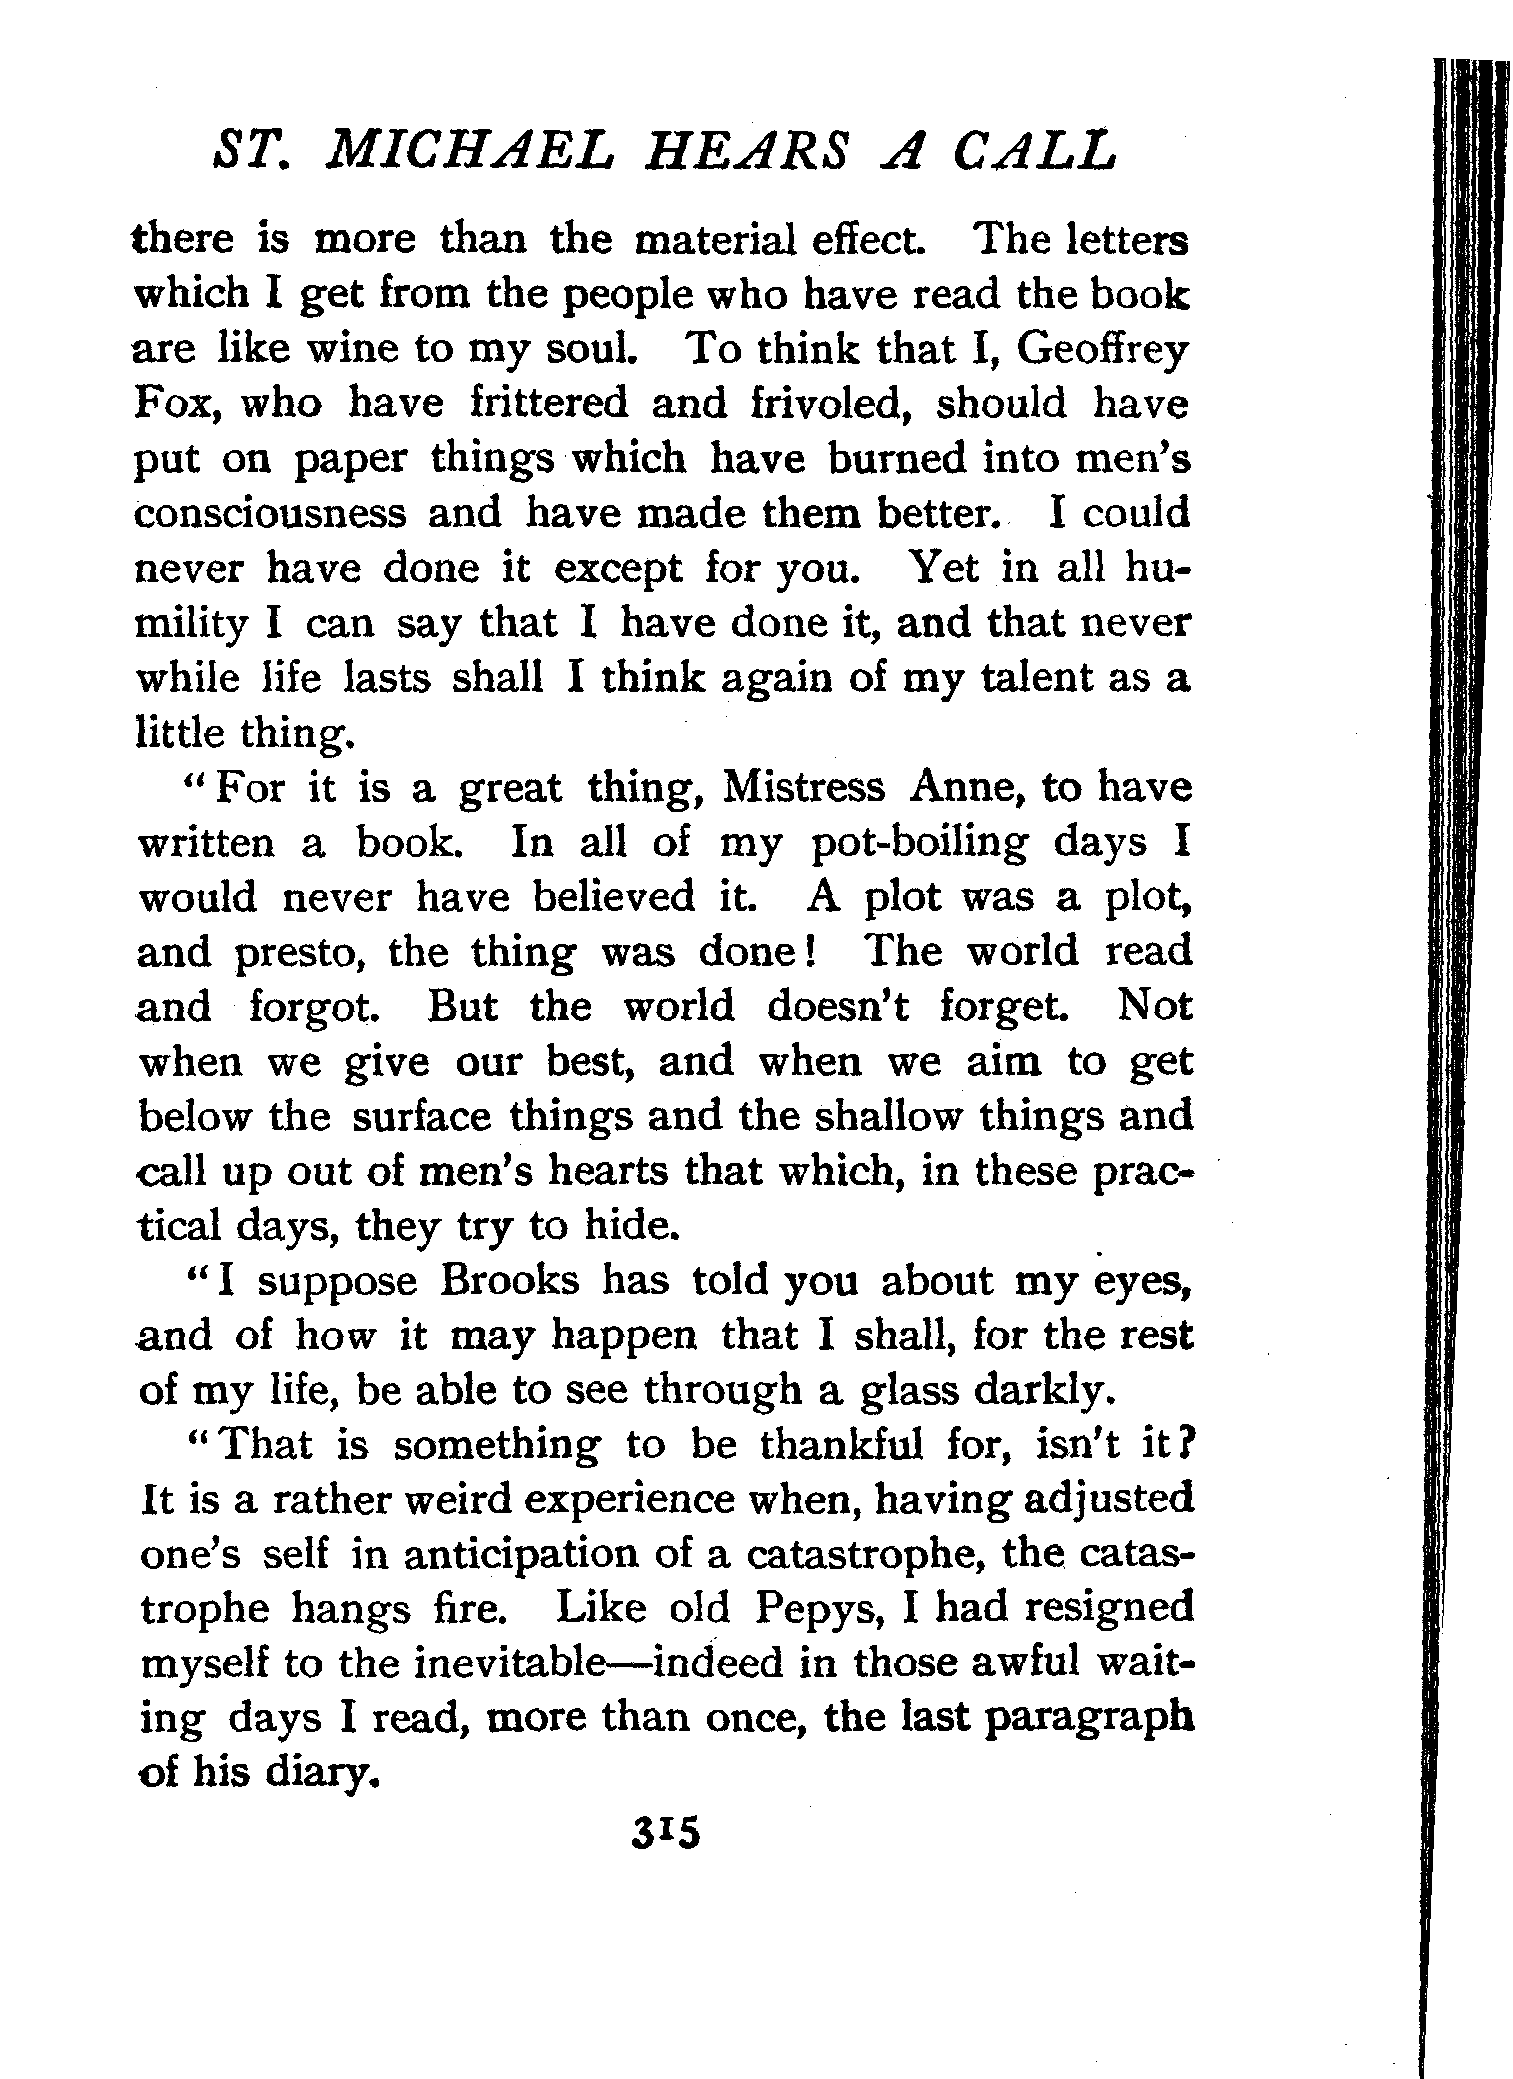 ST. MICHAEL HEARS A CALL
there is more than the material effect. The letters
which I get from the people who have read the book
are like wine to my soul. To think that I, Geoffrey
Fox, who have frittered and frivoled, should have
put on paper things which have burned into men's
consciousness and have made them better. I could
never have done it except for you. Yet in all hu-
mility I can say that I have done it, and that never
while life lasts shall I think again of my talent as a
little thing.
"For it is a great thing, Mistress Anne, to have
written a book. In all of my pot-boiling days I
would never have believed it. A plot was a plot,
and presto, the thing was done! The world read
and forgot. But the world doesn't forget. Not
when we give our best, and when we aim to get
below the surface things and the shallow things and
call up out of men's hearts that which, in these prac-
tical days, they try to hide.
"I suppose Brooks has told you about my eyes,
and of how it may happen that I shall, for the rest
of my life, be able to see through a glass darkly.
"That is something to be thankful for, isn't it?
It is a rather weird experience when, having adjusted
one's self in anticipation of a catastrophe, the catas-
trophe hangs fire. Like old Pepys, I had resigned
myself to the inevitable—indeed in those awful wait-
ing days I read, more than once, the last paragraph
of his diary.
315